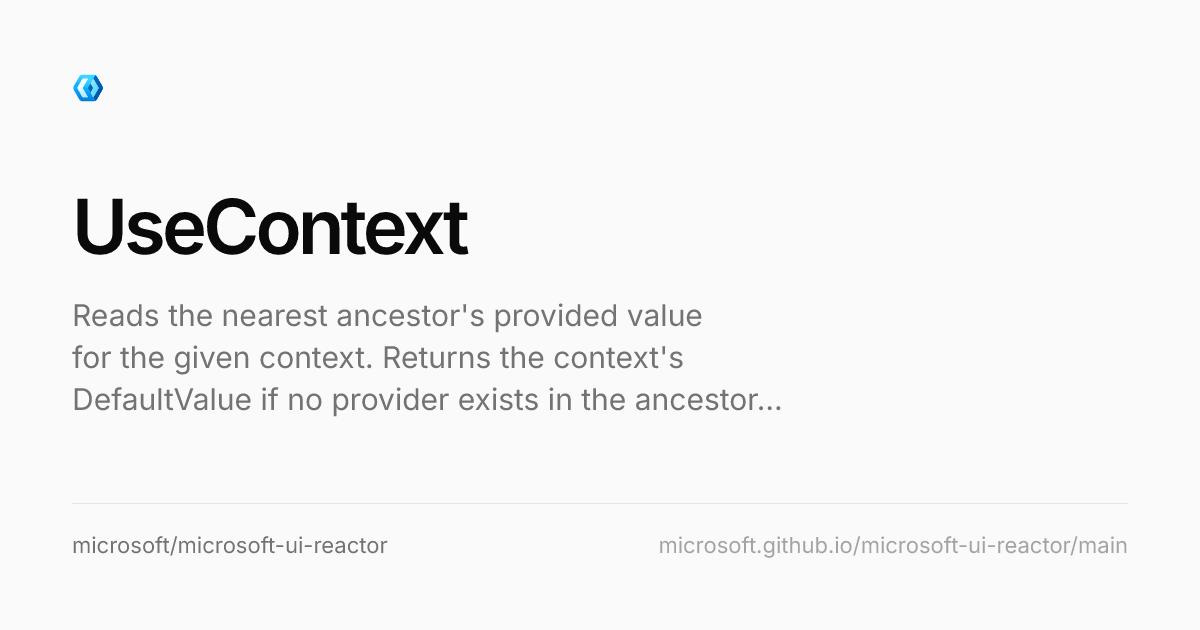 UseContext
Reads the nearest ancestor's provided value
for the given context. Returns the context's
DefaultValue if no provider exists in the ancestor...
microsoft/microsoft-ui-reactor
microsoft.github.io/microsoft-ui-reactor/main